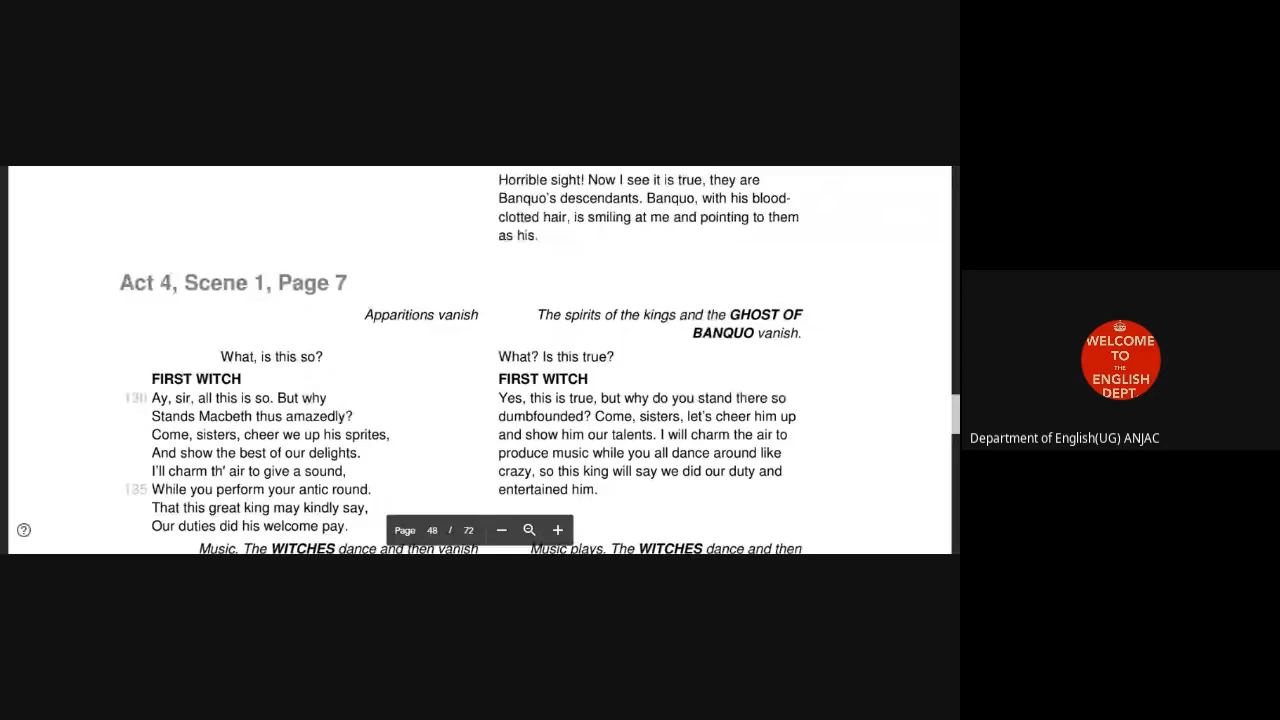 Horrible sight! Now I see it is true, they are
Banquo's descendants. Banquo, with his blood-
clotted hair, is smiling at me and pointing to them
as his.
Act 4, Scene 1, Page 7
Apparitions vanish
What, is this so?
FIRST WITCH
130 Ay, sir, all this is so. But why
Stands Macbeth thus amazedly?
Come, sisters, cheer we up his sprites,
And show the best of our delights.
I'll charm th' air to give a sound,
135 While you perform your antic round.
That this great king may kindly say,
Our duties did his welcome pay.
Music. The WITCHES dance and then vanish
The spirits of the kings and the GHOST OF
BANQUO vanish.
What? Is this true?
FIRST WITCH
Yes, this is true, but why do you stand there so
dumbfounded? Come, sisters, let's cheer him up
and show him our talents. I will charm the air to
produce music while you all dance around like
crazy, so this king will say we did our duty and
entertained him.
Music plays. The WITCHES dance and then
Page 48 / 72
WELCOME
TO
THE
ENGLISH
DEPT.
Department of English(UG) ANJAC